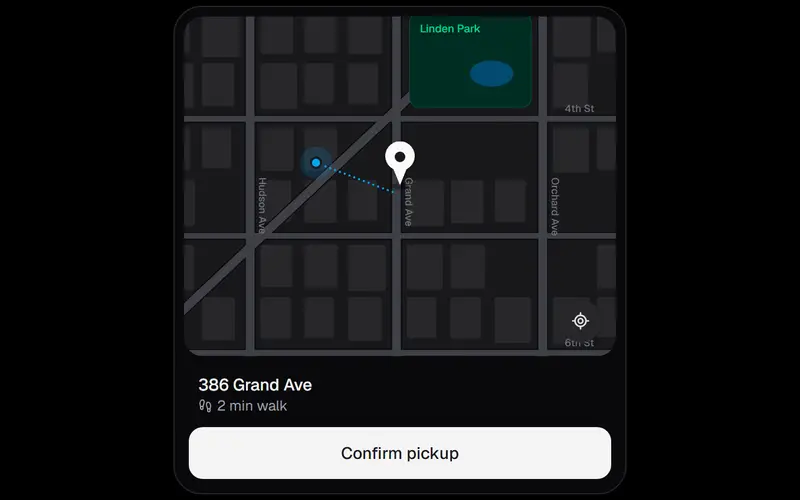 Linden Park
4th St
Hudson Ave
Grand Ave
Orchard Ave
6th St
386 Grand Ave
2 min walk
Confirm pickup